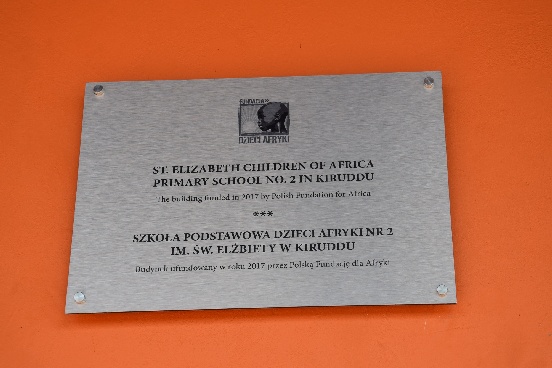 FUNDACJA
DZIECI AFRYKI
ST. ELIZABETH CHILDREN OF AFRICA
PRIMARY SCHOOL NO. 2 IN KIRUDDU
The building funded in 2017 by Polish Foundation for Africa
***
SZKOŁA PODSTAWOWA DZIECI AFRYKI NR 2
IM. ŚW. ELŻBIETY W KIRUDDU
Budynek ufundowany w roku 2017 przez Polską Fundację dla Afryki